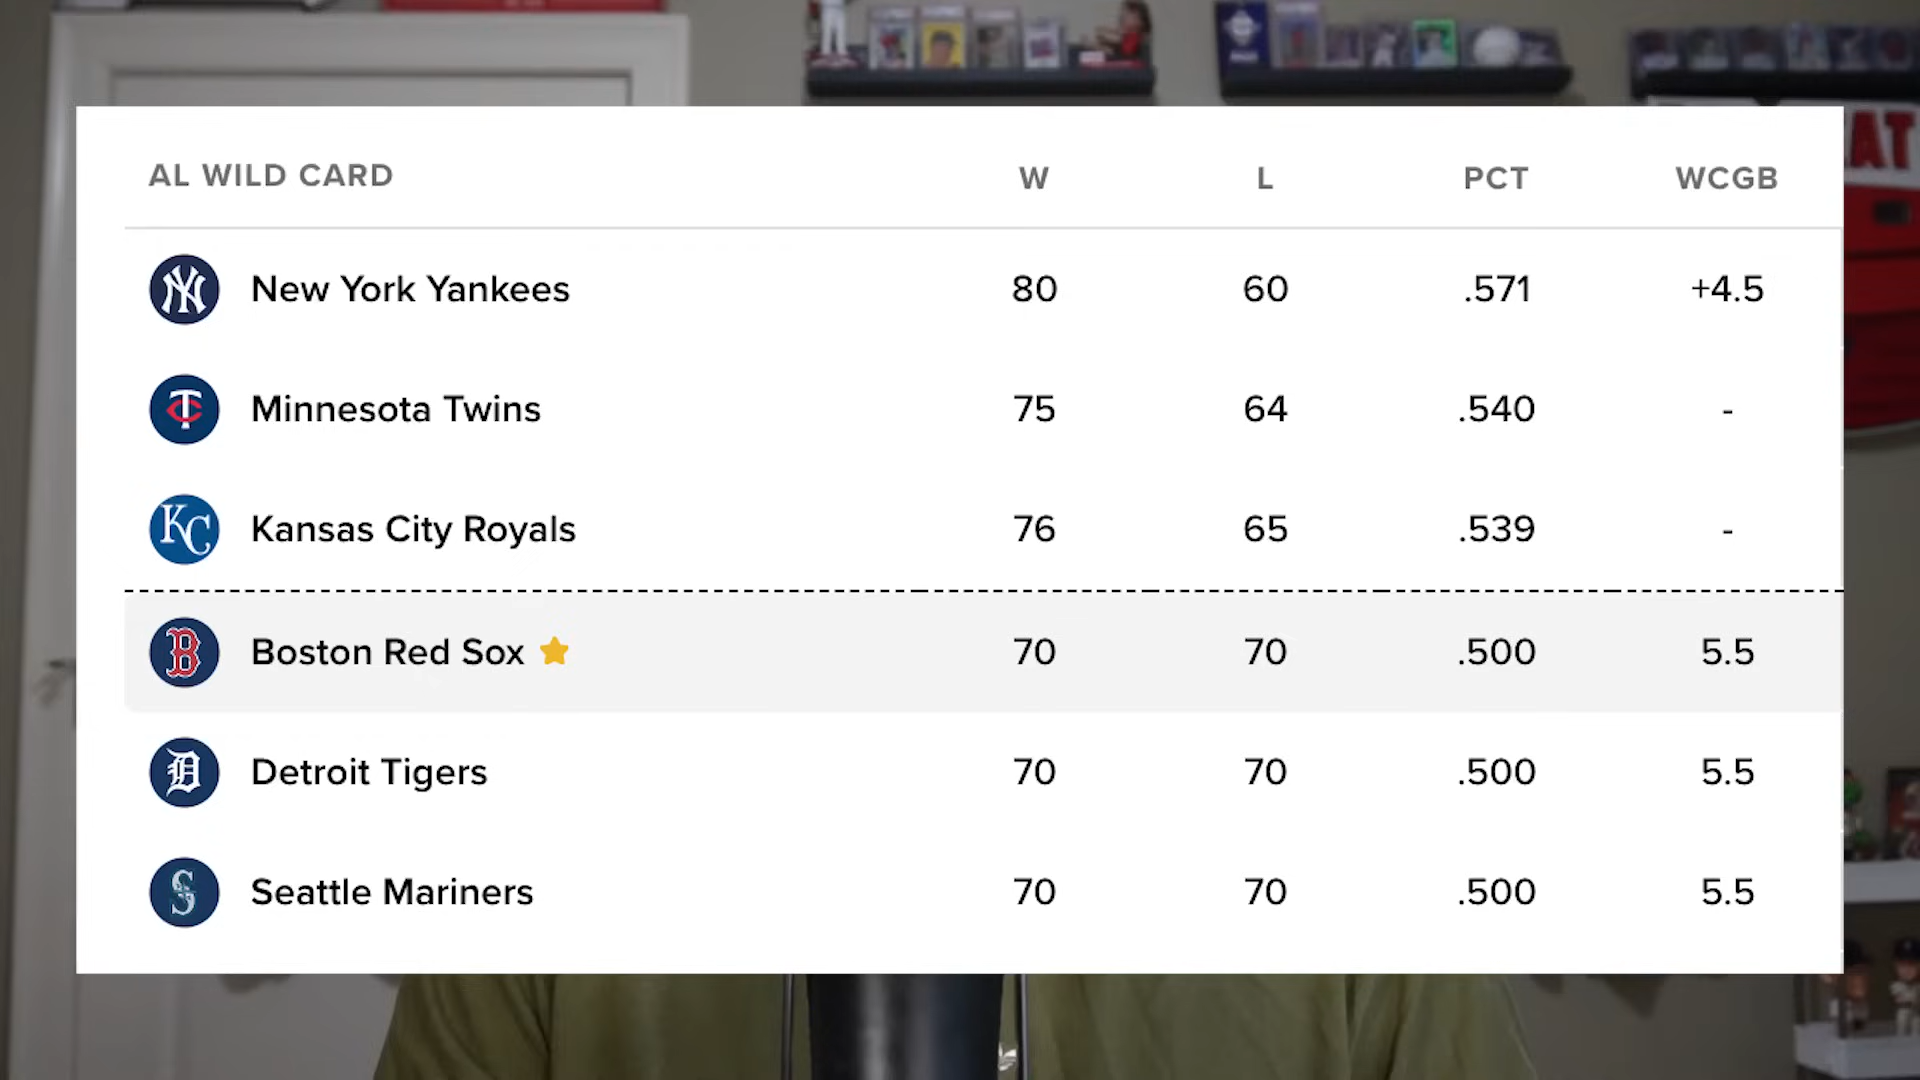 AL WILD CARD W L PCT WCGB
New York Yankees 80 60 .571 +4.5
Minnesota Twins 75 64 .540 -
Kansas City Royals 76 65 .539 -
Boston Red Sox 70 70 .500 5.5
Detroit Tigers 70 70 .500 5.5
Seattle Mariners 70 70 .500 5.5